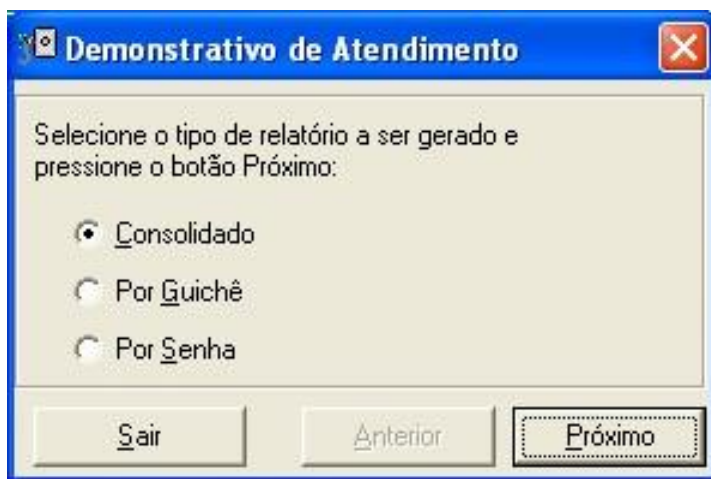 Demonstrativo de Atendimento
Selecione o tipo de relatório a ser gerado e
pressione o botão Próximo:
Consolidado
Por Guichê
Por Senha
Sair Anterior Próximo